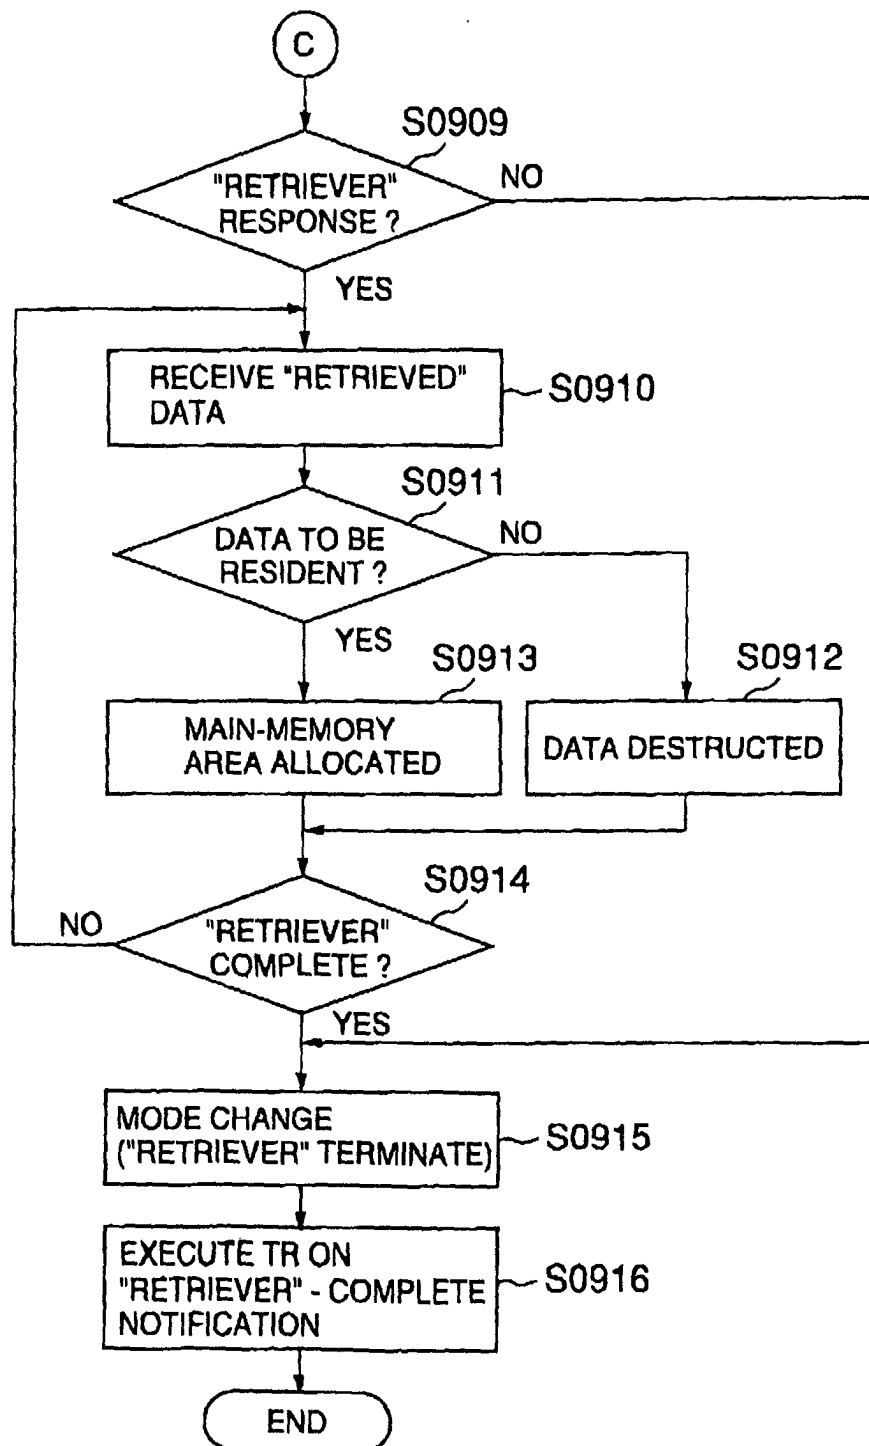 C
S0909
"RETRIEVER"
RESPONSE ?
NO
YES
RECEIVE "RETRIEVED"
DATA
S0910
S0911
DATA TO BE
RESIDENT ?
NO
YES
S0913
S0912
MAIN-MEMORY
AREA ALLOCATED
DATA DESTRUCTED
S0914
NO
"RETRIEVER"
COMPLETE ?
YES
MODE CHANGE
("RETRIEVER" TERMINATE)
S0915
EXECUTE TR ON
"RETRIEVER" - COMPLETE
NOTIFICATION
S0916
END